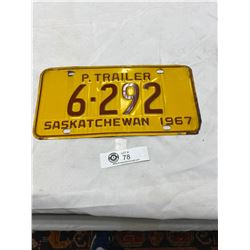 P. TRAILER
6-292
SASKATCHEWAN 1967
78